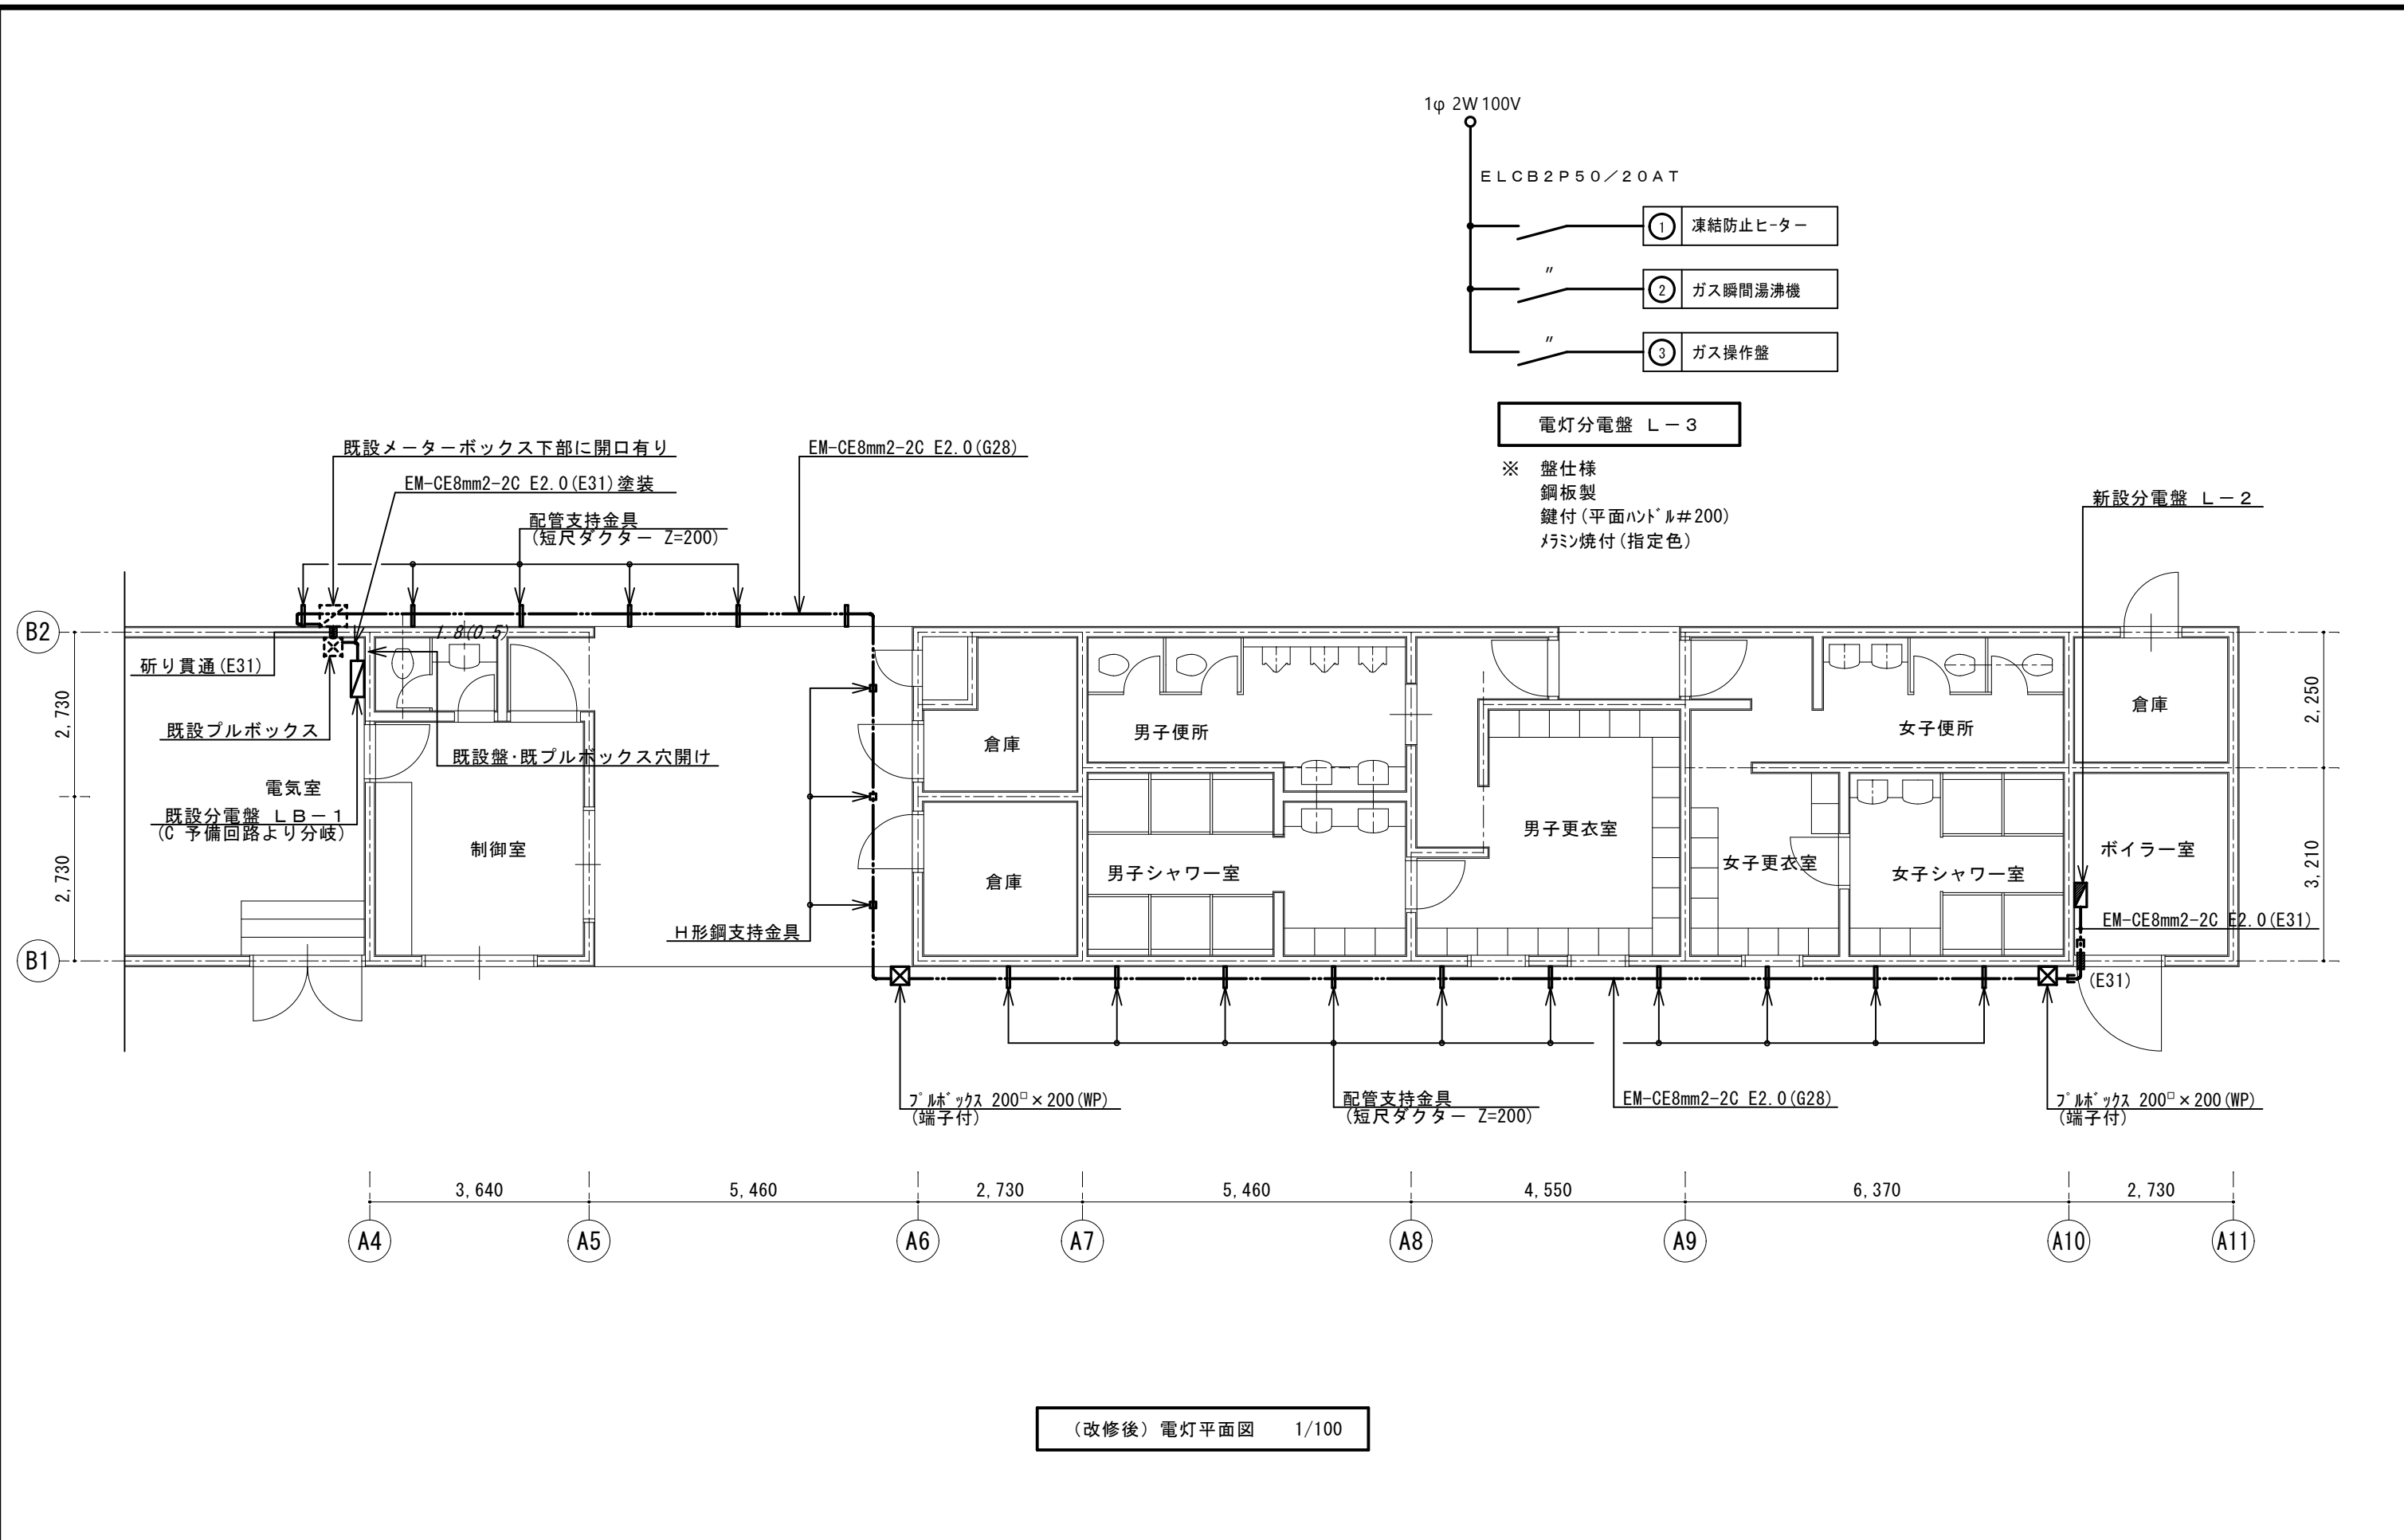 1φ 2W 100V
ELCB2P50／20AT
1 凍結防止ヒーター
〃
2 ガス瞬間湯沸機
〃
3 ガス操作盤
電灯分電盤 L－3
※ 盤仕様
鋼板製
鍵付(平面ﾊﾝﾄﾞﾙ＃200)
ﾒﾗﾐﾝ焼付(指定色)
既設メーターボックス下部に開口有り
EM-CE8mm2-2C E2.0(G28)
EM-CE8mm2-2C E2.0(E31)塗装
配管支持金具
(短尺ダクター Z=200)
新設分電盤 L－2
B2
1.8(0.5)
斫り貫通(E31)
既設プルボックス
既設盤･既プルボックス穴開け
電気室
既設分電盤 LB－1
(C 予備回路より分岐)
制御室
H形鋼支持金具
2,730
2,730
B1
倉庫
倉庫
男子便所
男子シャワー室
男子更衣室
女子便所
女子更衣室
女子シャワー室
倉庫
ボイラー室
2,250
3,210
EM-CE8mm2-2C E2.0(E31)
(E31)
ﾌﾟﾙﾎﾞｯｸｽ 200□×200(WP)
(端子付)
配管支持金具
(短尺ダクター Z=200)
EM-CE8mm2-2C E2.0(G28)
ﾌﾟﾙﾎﾞｯｸｽ 200□×200(WP)
(端子付)
3,640 5,460 2,730 5,460 4,550 6,370 2,730
A4 A5 A6 A7 A8 A9 A10 A11
(改修後)電灯平面図 1/100